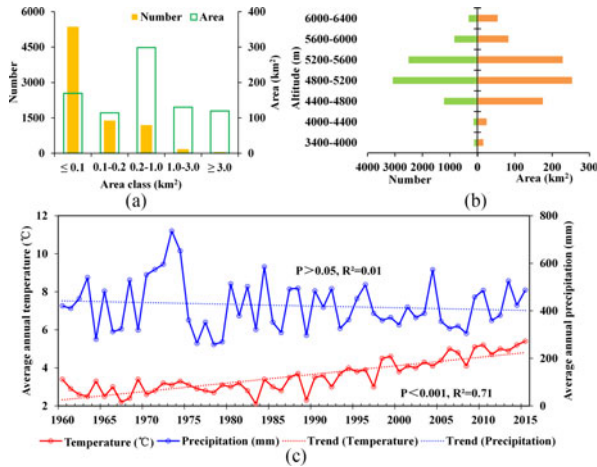 (a)
Number
Area
6000
4500
3000
1500
0
Number
400
300
200
100
0
Area (km²)
≤ 0.1
0.1-0.2
0.2-1.0
1.0-3.0
≥ 3.0
Area class (km²)
(b)
Altitude (m)
6000-6400
5600-6000
5200-5600
4800-5200
4400-4800
4000-4400
3400-4000
4000 3000 2000 1000 0 100 200 300
Number
Area (km²)
12
10
8
6
4
2
Average annual temperature (℃)
P＞0.05, R²=0.01
P＜0.001, R²=0.71
800
600
400
200
0
Average annual precipitation (mm)
1960 1965 1970 1975 1980 1985 1990 1995 2000 2005 2010 2015
Temperature (℃)
Precipitation (mm)
Trend (Temperature)
Trend (Precipitation)
(c)